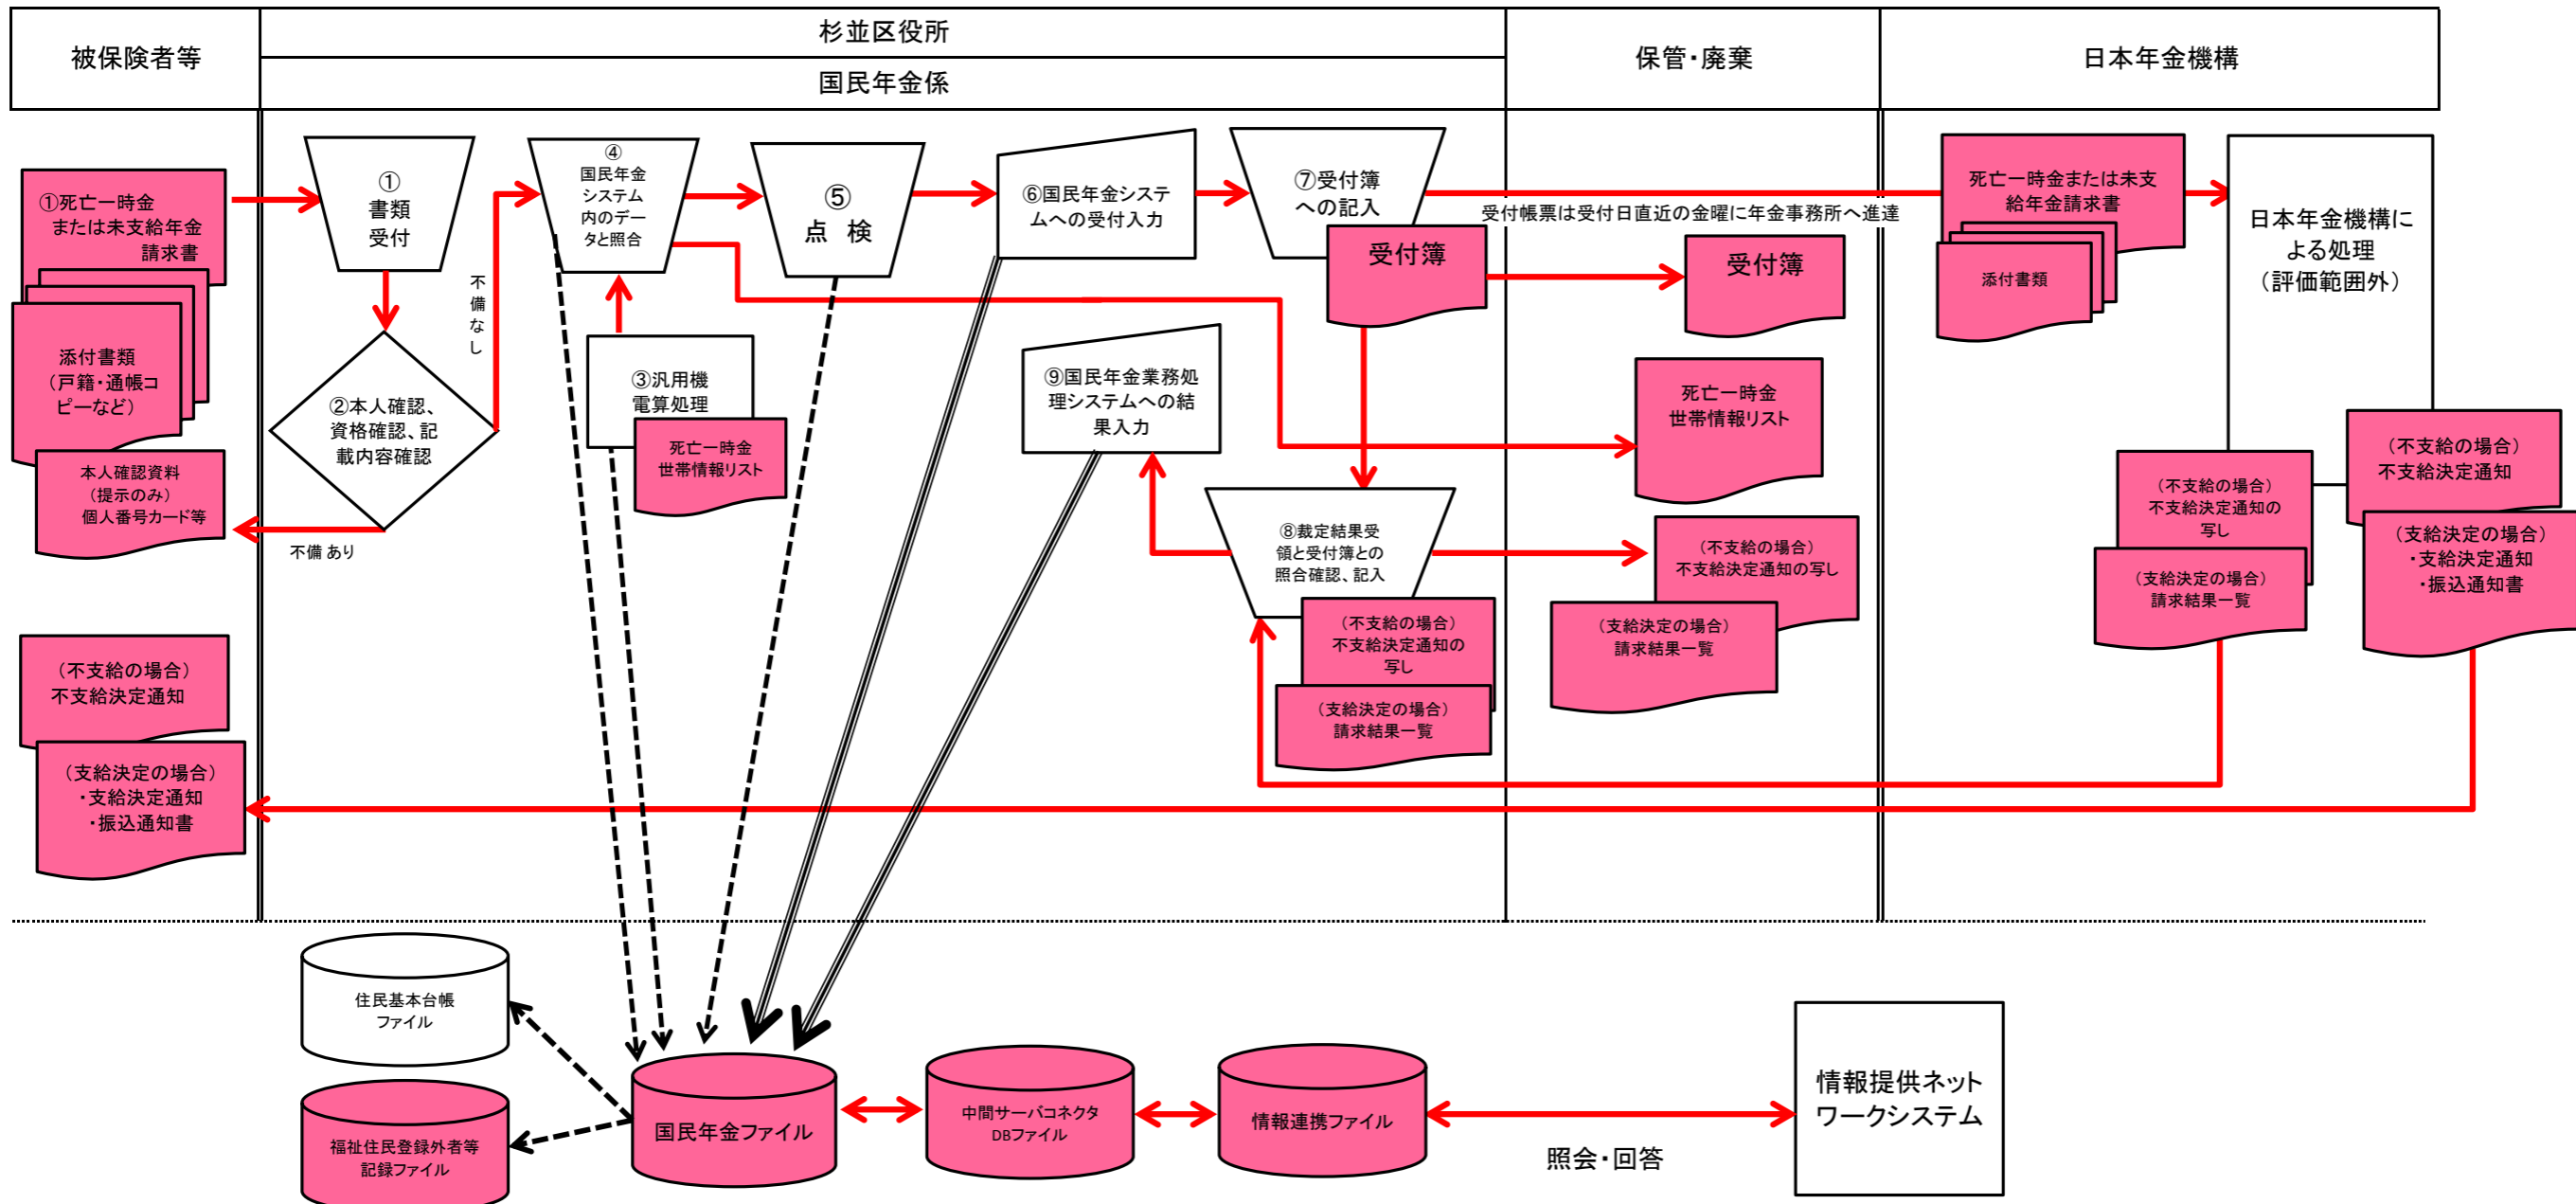 被保険者等
杉並区役所
国民年金係
保管・廃棄
日本年金機構
①死亡一時金
または未支給年金
請求書
添付書類
（戸籍・通帳コ
ピーなど）
本人確認資料
（提示のみ）
個人番号カード等
（不支給の場合）
不支給決定通知
（支給決定の場合）
・支給決定通知
・振込通知書
①
書類
受付
②本人確認、
資格確認、記
載内容確認
不備なし
不備あり
④
国民年金
システム
内のデー
タと照合
③汎用機
電算処理
死亡一時金
世帯情報リスト
⑤
点 検
⑥国民年金システ
ムへの受付入力
⑦受付簿
への記入
受付簿
⑨国民年金業務処
理システムへの結
果入力
⑧裁定結果受
領と受付簿との
照合確認、記入
（不支給の場合）
不支給決定通知の
写し
（支給決定の場合）
請求結果一覧
受付帳票は受付日直近の金曜に年金事務所へ進達
受付簿
死亡一時金
世帯情報リスト
（不支給の場合）
不支給決定通知の写し
（支給決定の場合）
請求結果一覧
死亡一時金または未支
給年金請求書
添付書類
日本年金機構に
よる処理
（評価範囲外）
（不支給の場合）
不支給決定通知の
写し
（支給決定の場合）
請求結果一覧
（不支給の場合）
不支給決定通知
（支給決定の場合）
・支給決定通知
・振込通知書
住民基本台帳
ファイル
福祉住民登録外者等
記録ファイル
国民年金ファイル
中間サーバコネクタ
DBファイル
情報連携ファイル
照会・回答
情報提供ネット
ワークシステム